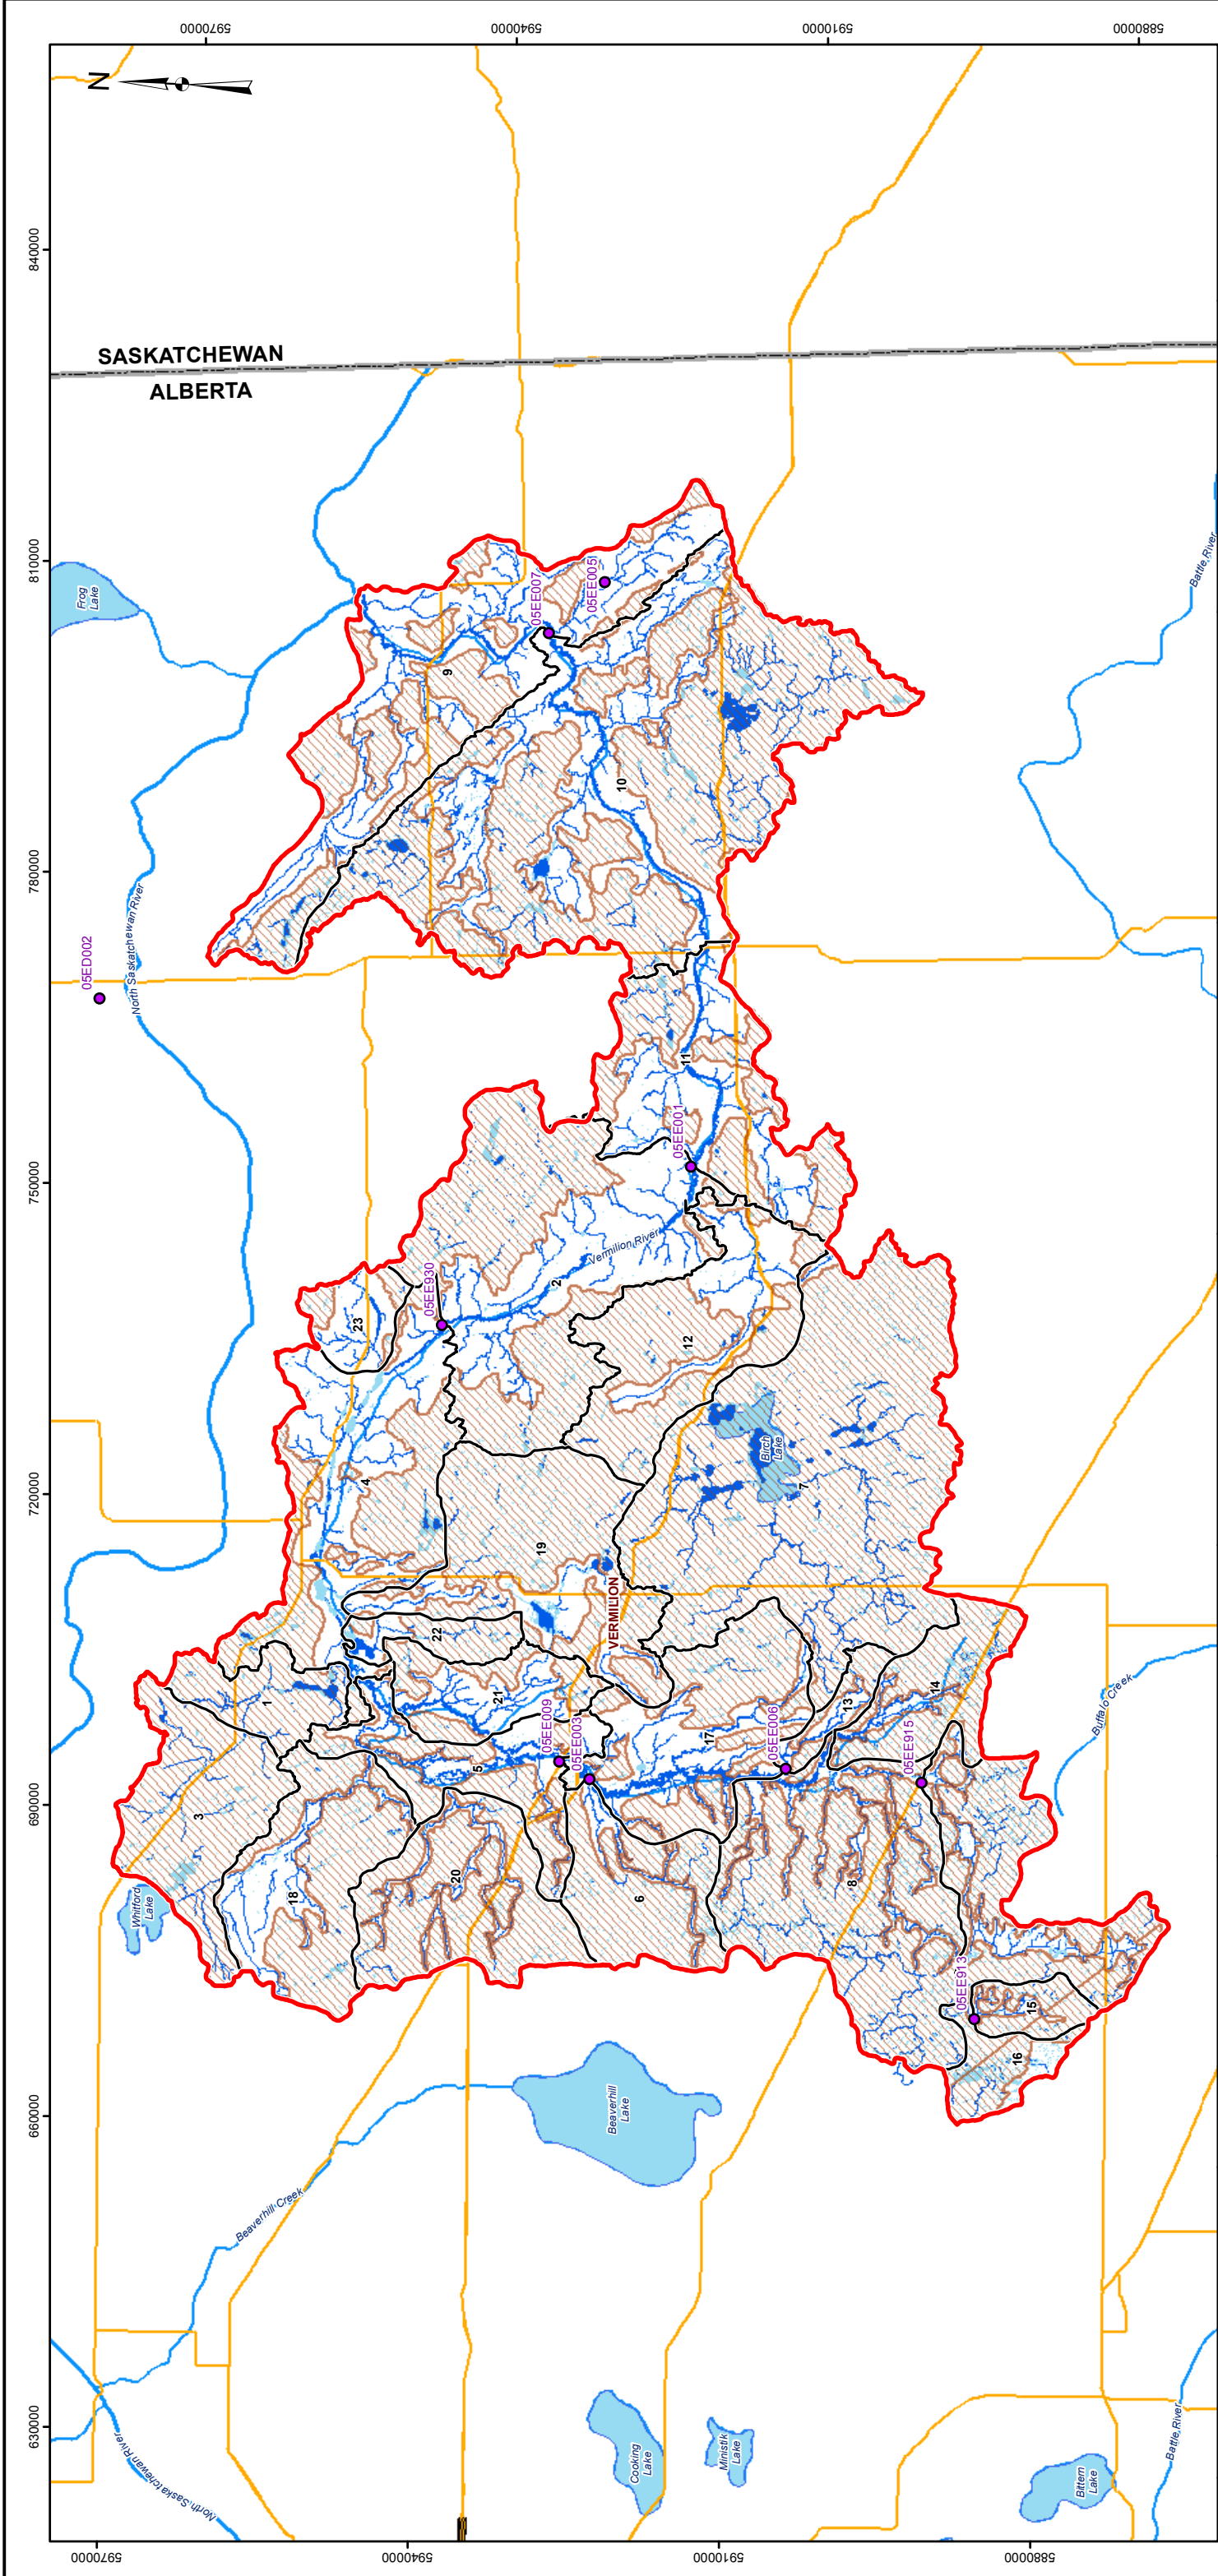 5970000
5940000
5910000
5880000
N
840000
810000
780000
750000
720000
690000
660000
630000
SASKATCHEWAN
ALBERTA
Frog
Lake
05ED002
North Saskatchewan River
05EE007
05EE005
9
10
Battle River
11
05EE001
Vermilion River
2
05EE930
23
12
4
Birch
Lake
7
19
VERMILION
22
1
21
05EE009
05EE003
5
17
13
14
05EE006
05EE915
Buffalo Creek
3
Whitford
Lake
18
20
6
8
05EE913
15
16
Beaverhill
Lake
Beaverhill Creek
North Saskatchewan River
Cooking
Lake
Ministik
Lake
Bittern
Lake
Battle River
5970000
5940000
5910000
5880000